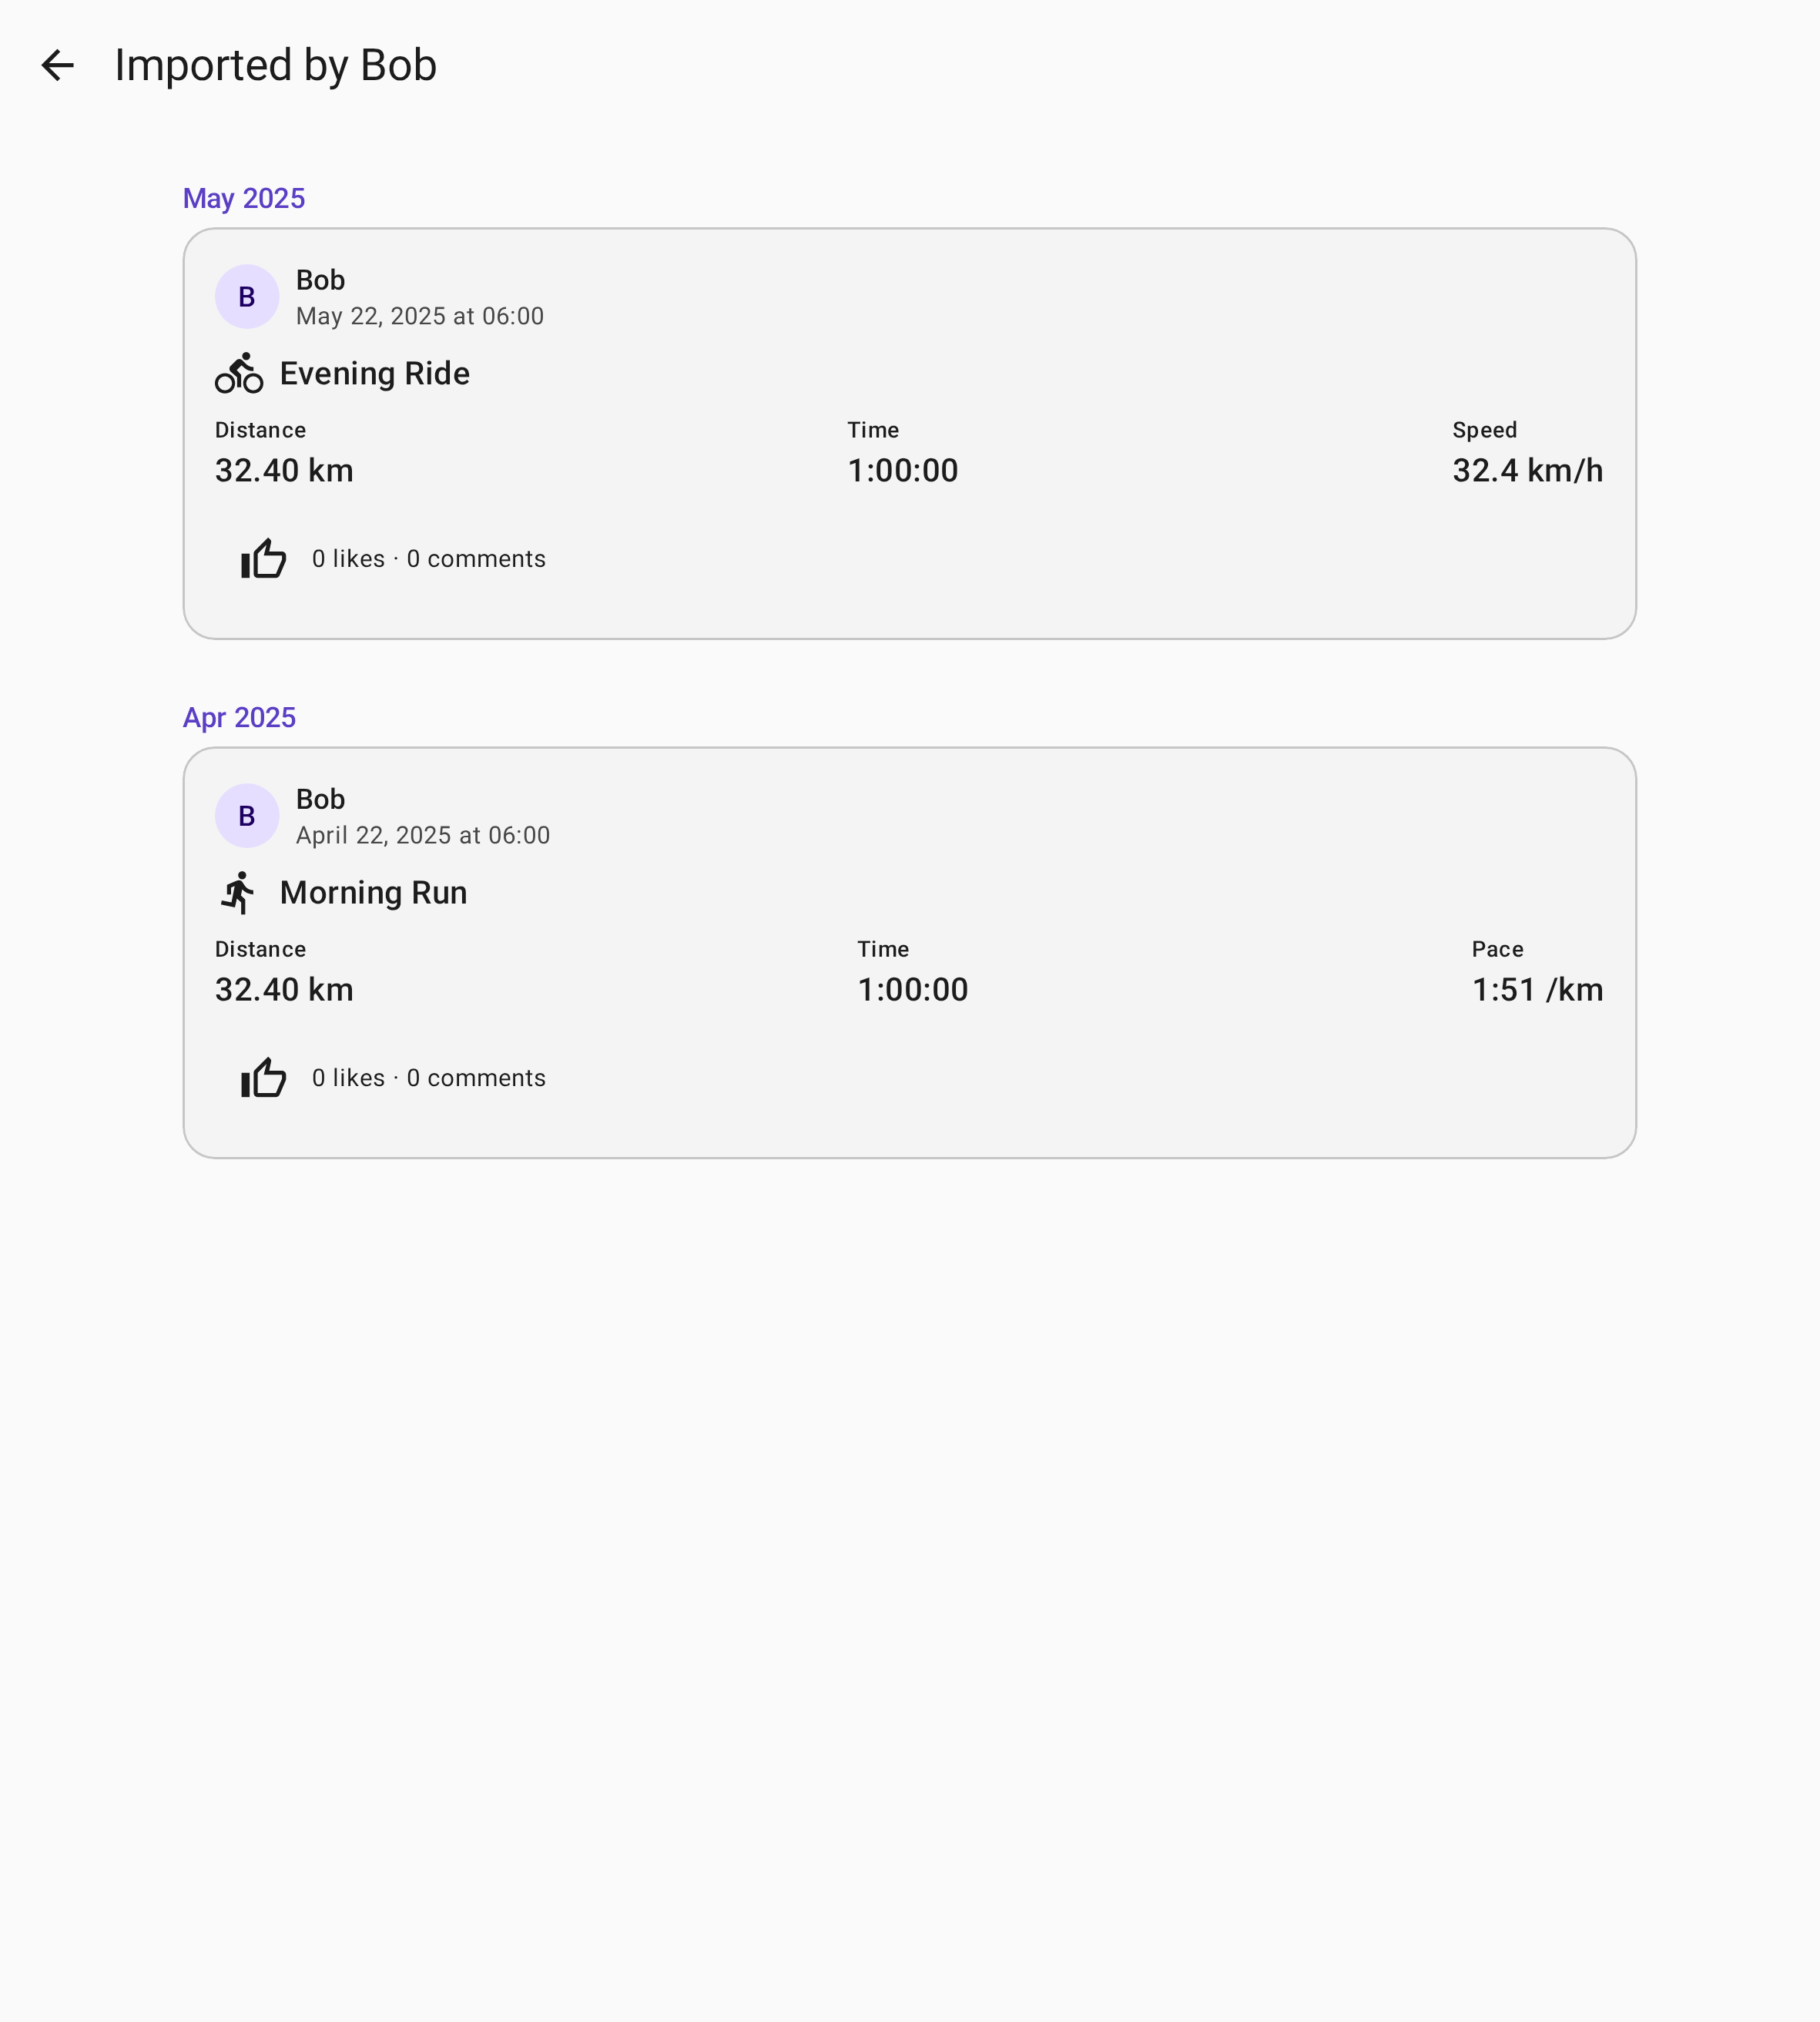 Imported by Bob
May 2025
B
Bob
May 22, 2025 at 06:00
Evening Ride
Distance Time Speed
32.40 km 1:00:00 32.4 km/h
0 likes · 0 comments
Apr 2025
B
Bob
April 22, 2025 at 06:00
Morning Run
Distance Time Pace
32.40 km 1:00:00 1:51 /km
0 likes · 0 comments